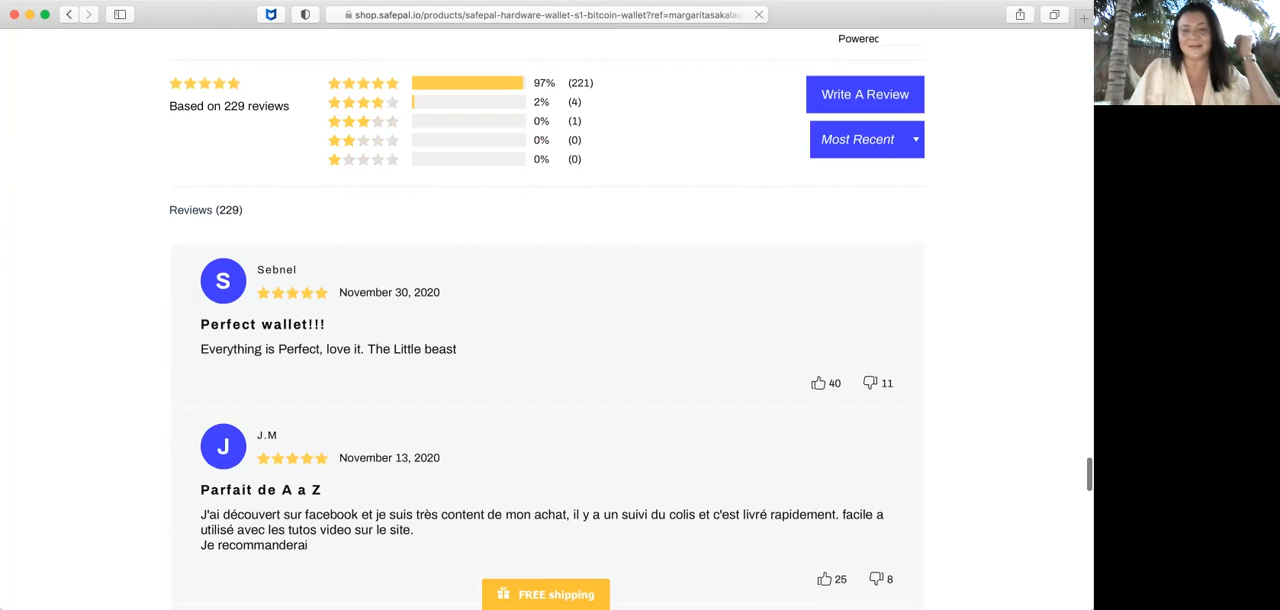 shop.safepal.io/products/safepal-hardware-wallet-s1-bitcoin-wallet?ref=margaritasakala
Powered
Based on 229 reviews
97% (221)
2% (4)
0% (1)
0% (0)
0% (0)
Write A Review
Most Recent
Reviews (229)
S
Sebnel
November 30, 2020
Perfect wallet!!!
Everything is Perfect, love it. The Little beast
40 11
J
J.M
November 13, 2020
Parfait de A a Z
J'ai découvert sur facebook et je suis très content de mon achat, il y a un suivi du colis et c'est livré rapidement. facile a
utilisé avec les tutos video sur le site.
Je recommanderai
25 8
FREE shipping